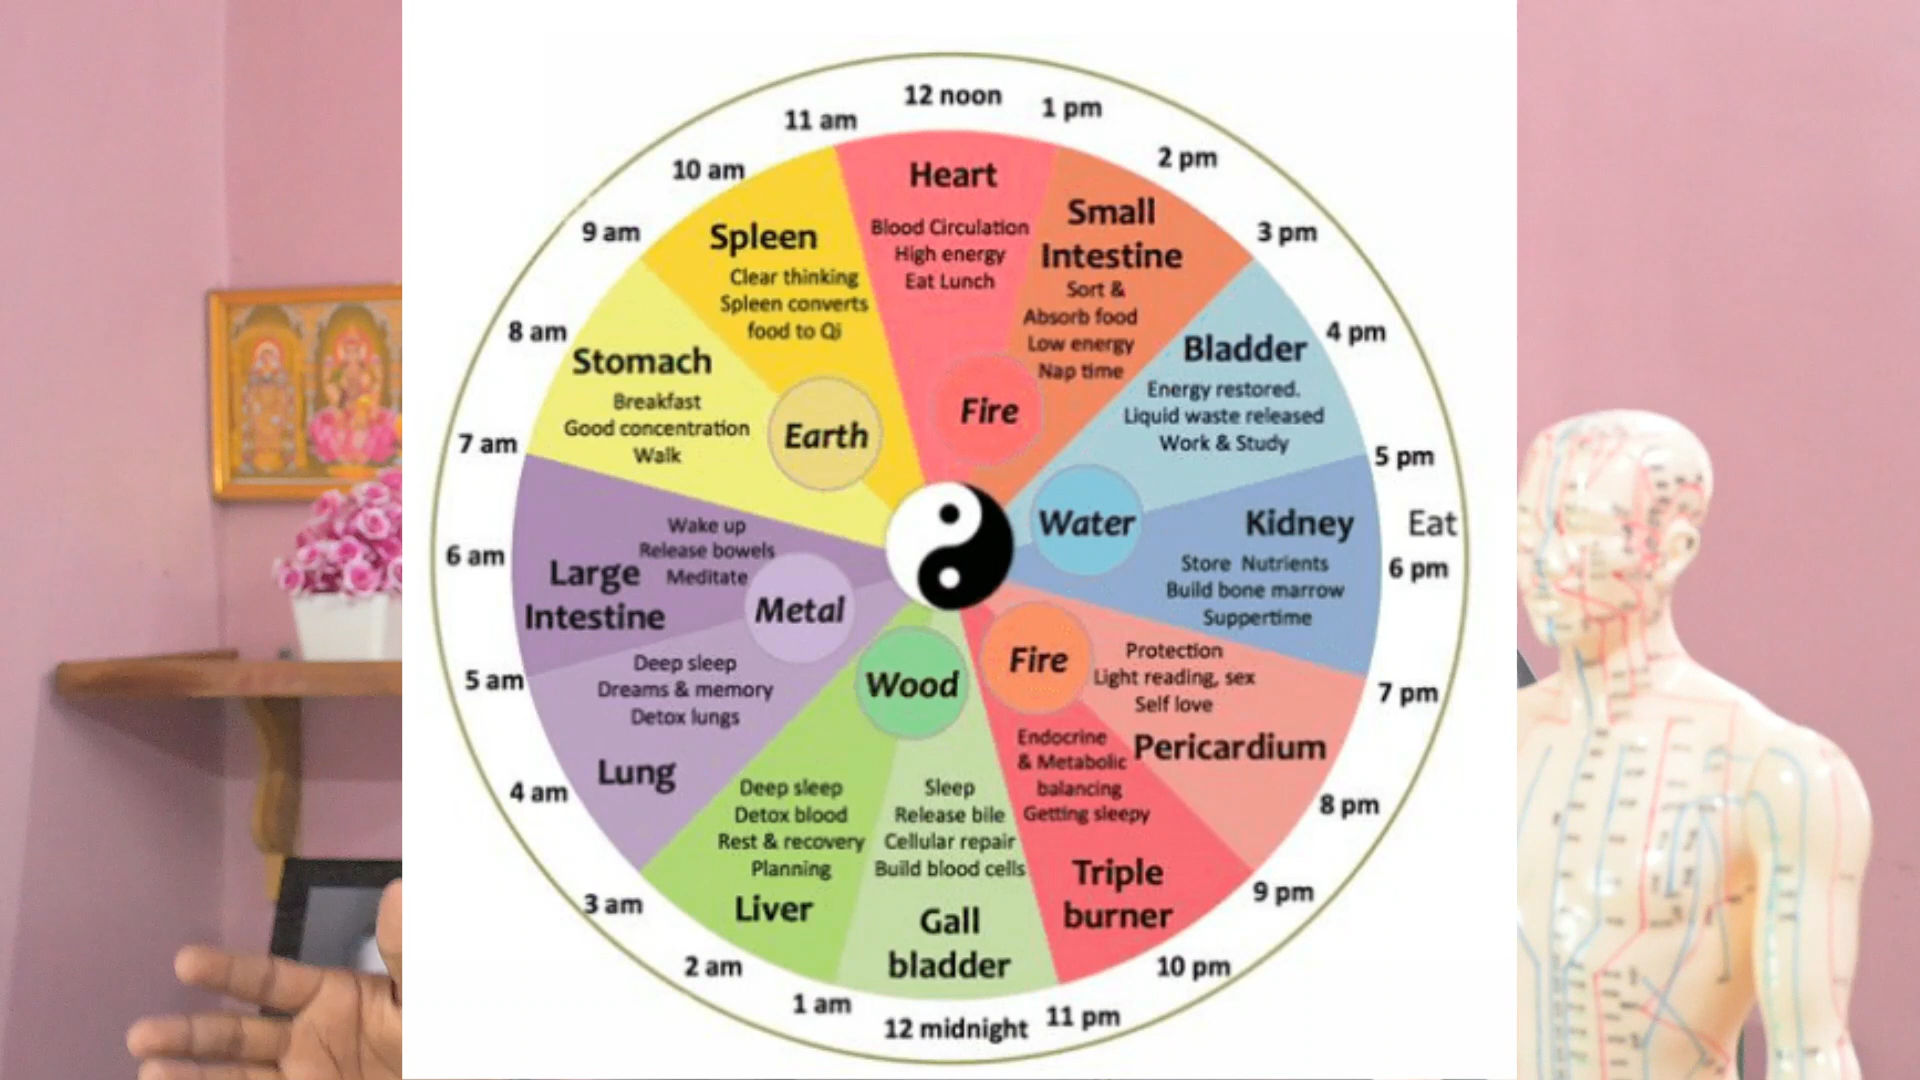 12 noon
1 pm
2 pm
3 pm
4 pm
5 pm
Eat
6 pm
7 pm
8 pm
9 pm
10 pm
11 pm
12 midnight
1 am
2 am
3 am
4 am
5 am
6 am
7 am
8 am
9 am
10 am
11 am
Heart
Blood Circulation
High energy
Eat Lunch
Small
Intestine
Sort &
Absorb food
Low energy
Nap time
Fire
Bladder
Energy restored.
Liquid waste released
Work & Study
Water
Kidney
Store Nutrients
Build bone marrow
Suppertime
Protection
Light reading, sex
Self love
Pericardium
Fire
Endocrine
& Metabolic
balancing
Getting sleepy
Triple
burner
Sleep
Release bile
Cellular repair
Build blood cells
Gall
bladder
Wood
Deep sleep
Detox blood
Rest & recovery
Planning
Liver
Deep sleep
Dreams & memory
Detox lungs
Lung
Metal
Wake up
Release bowels
Meditate
Large
Intestine
Stomach
Breakfast
Good concentration
Walk
Earth
Spleen
Clear thinking
Spleen converts
food to Qi